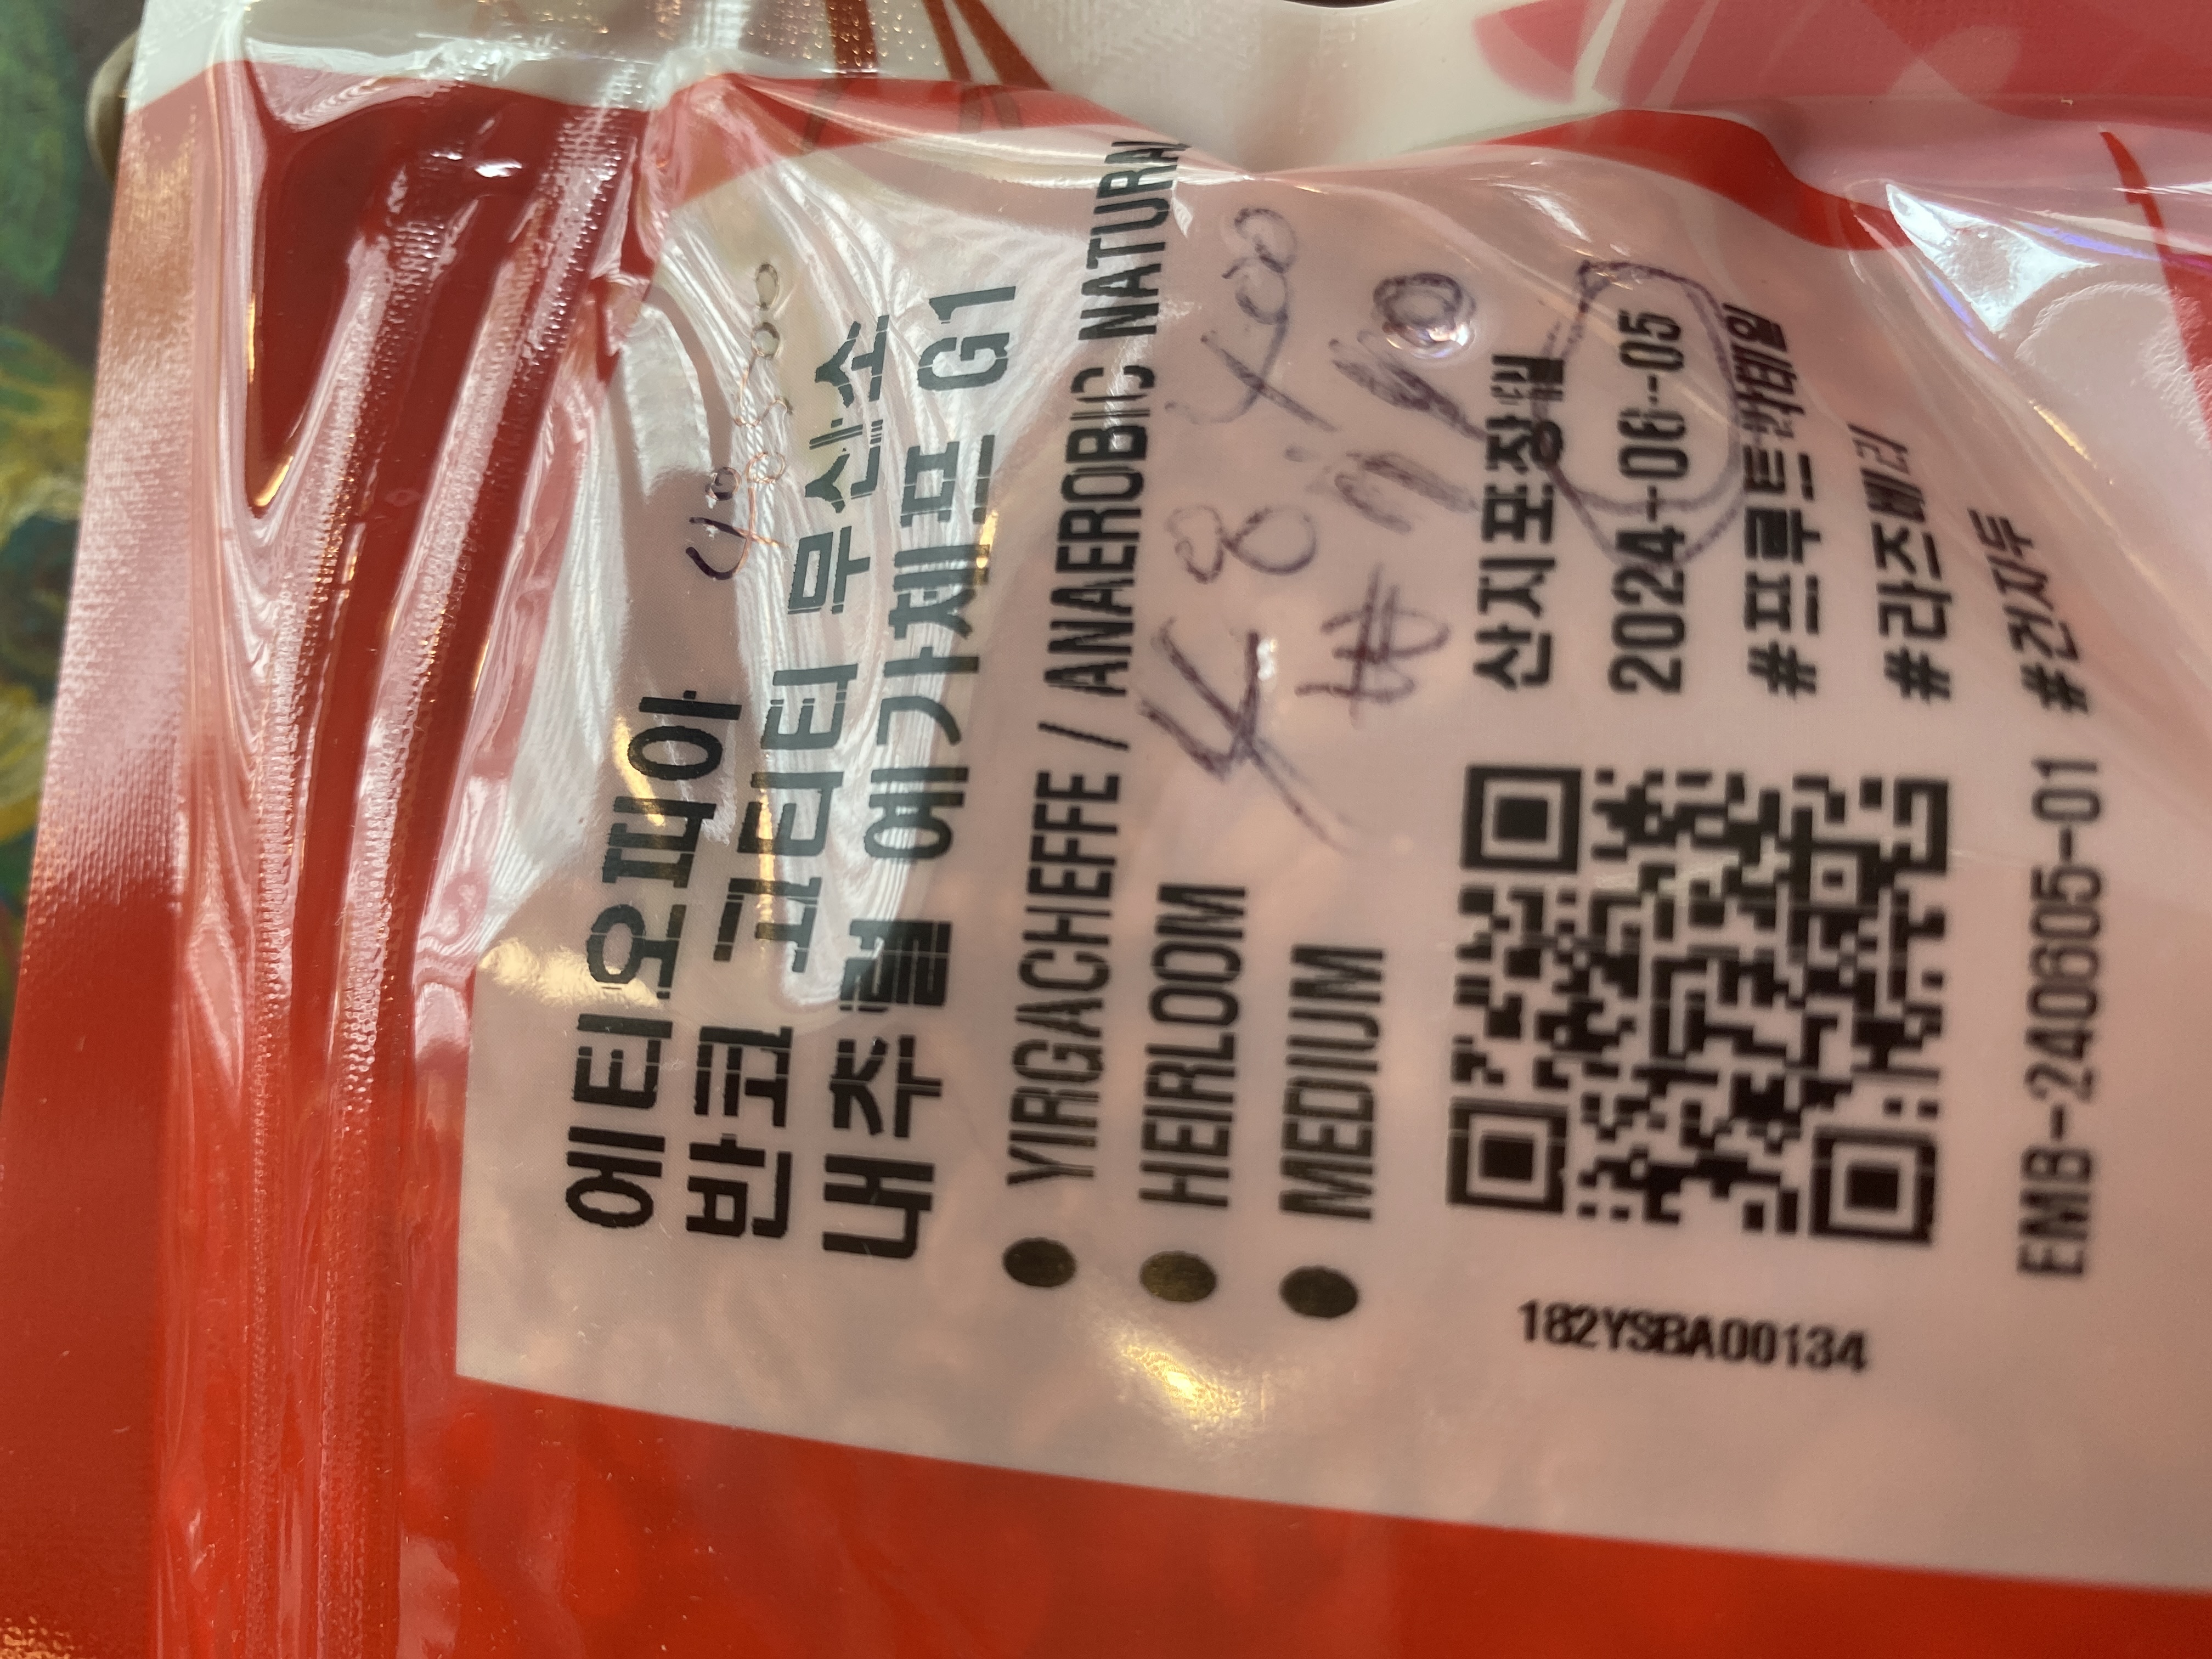 에티오피아
반코 고티티 무산소
내추럴 예가체프 G1
YIRGACHEFFE / ANAEROBIC NATURA
HEIRLOOM
MEDIUM
산지포장
2024-06-05
#프루트칵테일
#라즈베리
#건자두
EMB-240605-01
182YSBA00134